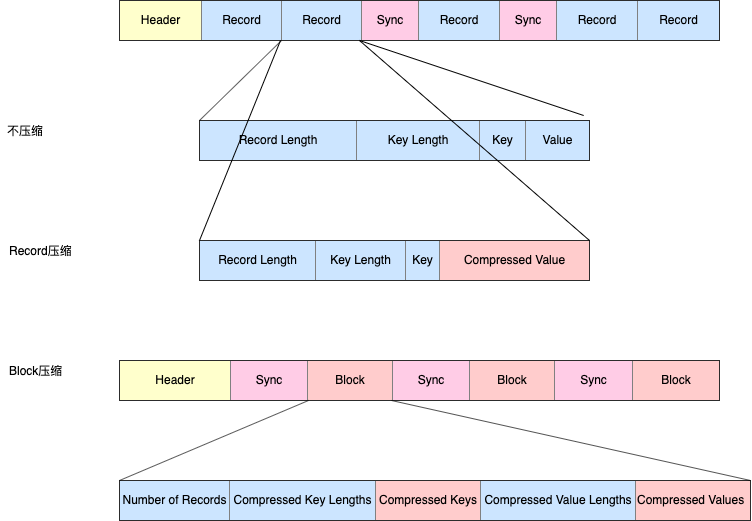 Header Record Record Sync Record Sync Record Record
不压缩
Record Length Key Length Key Value
Record压缩
Record Length Key Length Key Compressed Value
Block压缩
Header Sync Block Sync Block Sync Block
Number of Records Compressed Key Lengths Compressed Keys Compressed Value Lengths Compressed Values